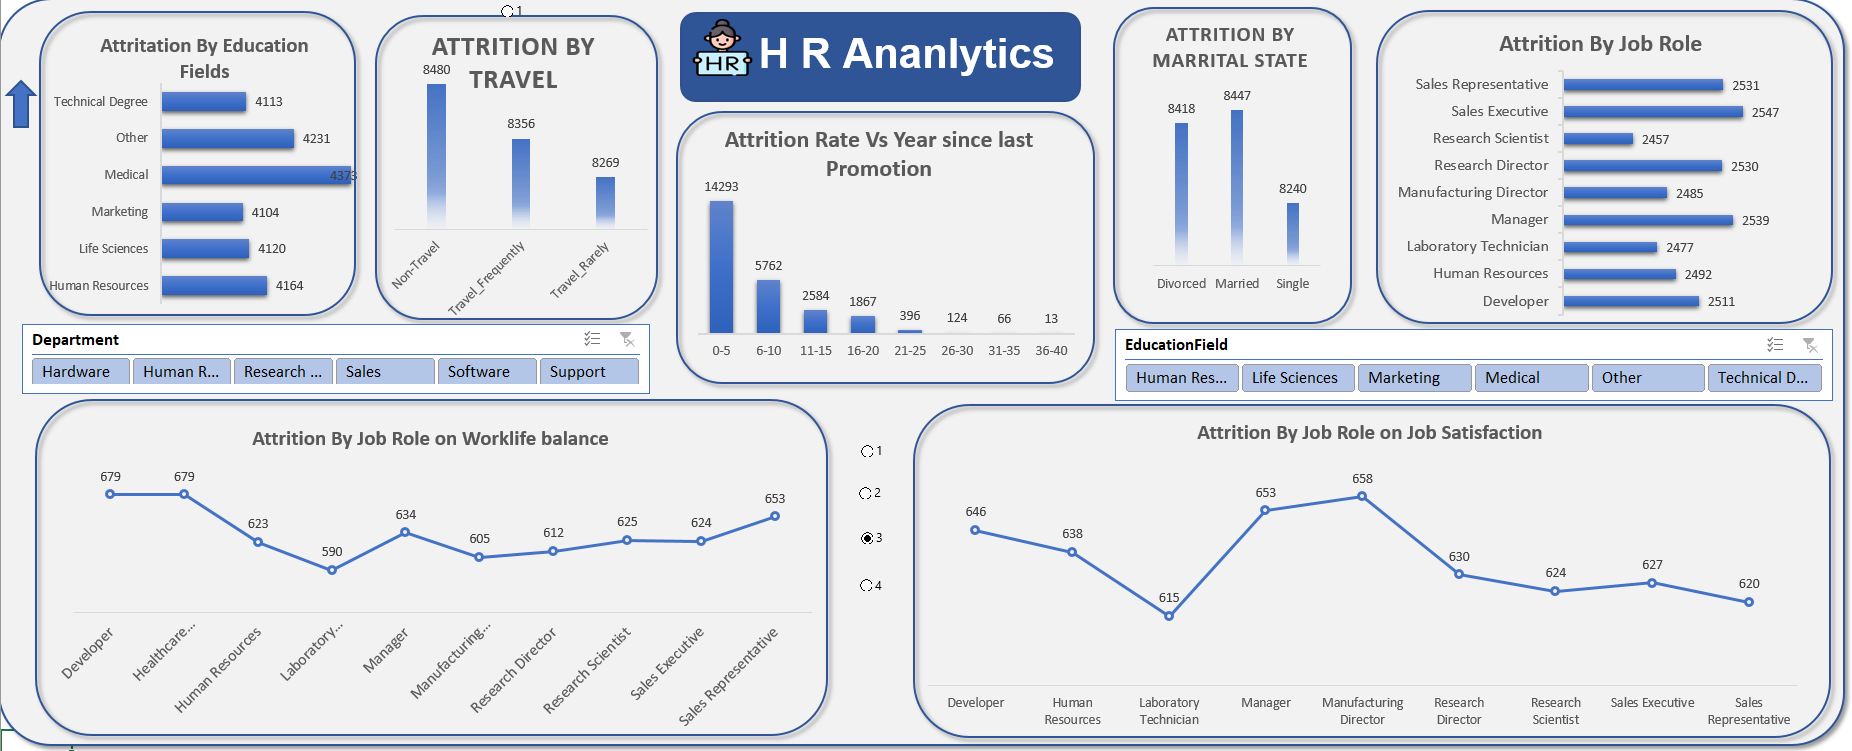 1
Attritation By Education
Fields
Technical Degree
4113
Other
4231
Medical
4373
Marketing
4104
Life Sciences
4120
Human Resources
4164
ATTRITION BY
TRAVEL
8480
8356
8269
Non-Travel
Travel_Frequently
Travel_Rarely
HR
H R Ananlytics
Attrition Rate Vs Year since last
Promotion
14293
5762
2584
1867
396
124
66
13
0-5
6-10
11-15
16-20
21-25
26-30
31-35
36-40
ATTRITION BY
MARRITAL STATE
8418
8447
8240
Divorced
Married
Single
Attrition By Job Role
Sales Representative
2531
Sales Executive
2547
Research Scientist
2457
Research Director
2530
Manufacturing Director
2485
Manager
2539
Laboratory Technician
2477
Human Resources
2492
Developer
2511
Department
Hardware
Human R...
Research ...
Sales
Software
Support
EducationField
Human Res...
Life Sciences
Marketing
Medical
Other
Technical D...
Attrition By Job Role on Worklife balance
679
679
623
590
634
605
612
625
624
653
Developer
Healthcare...
Human Resources
Laboratory...
Manager
Manufacturing...
Research Director
Research Scientist
Sales Executive
Sales Representative
1
2
3
4
Attrition By Job Role on Job Satisfaction
646
638
615
653
658
630
624
627
620
Developer
Human
Resources
Laboratory
Technician
Manager
Manufacturing
Director
Research
Director
Research
Scientist
Sales Executive
Sales
Representative